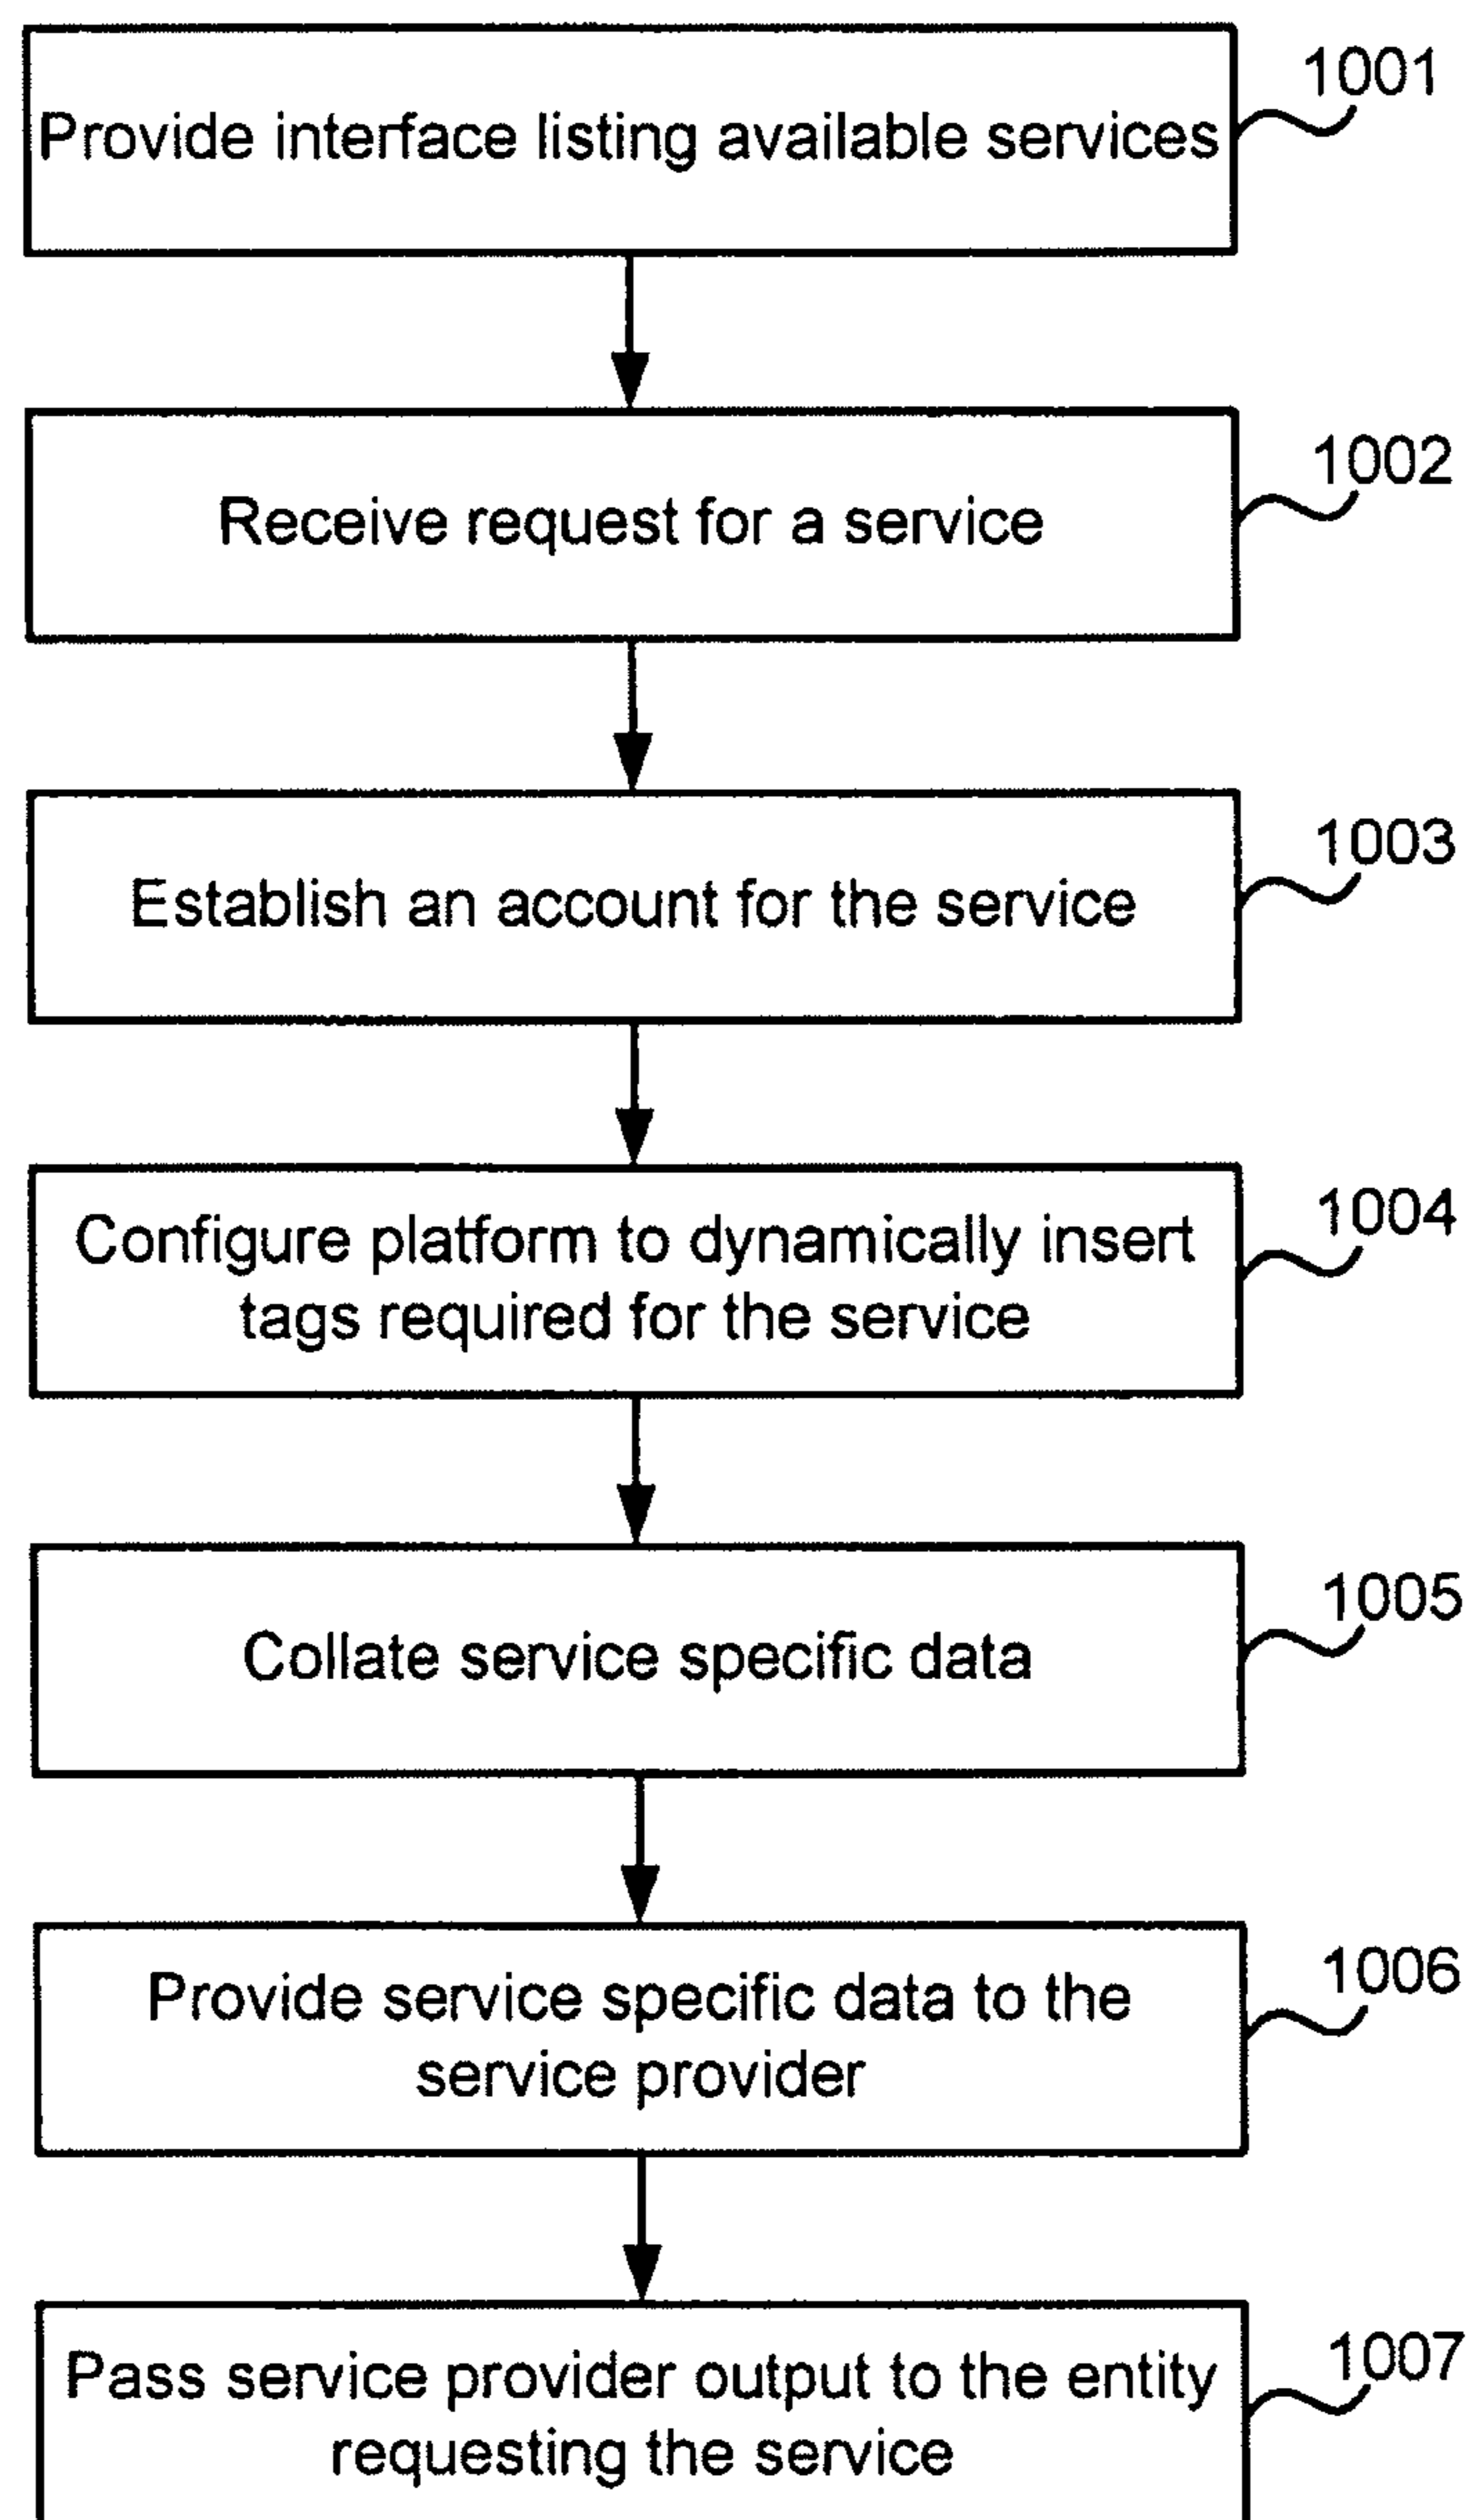 Provide interface listing available services
1001
Receive request for a service
1002
Establish an account for the service
1003
Configure platform to dynamically insert
tags required for the service
1004
Collate service specific data
1005
Provide service specific data to the
service provider
1006
Pass service provider output to the entity
requesting the service
1007